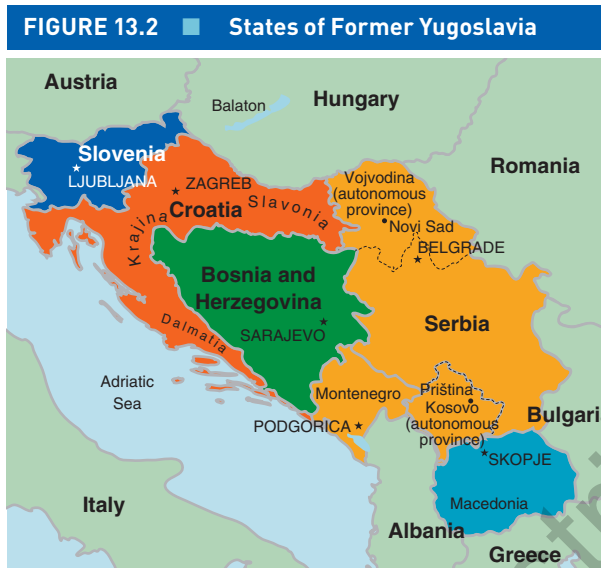 FIGURE 13.2 ■ States of Former Yugoslavia
Austria
Balaton
Hungary
Romania
Slovenia
LJUBLJANA
ZAGREB
Croatia
Slavonia
Krajina
Dalmatia
Vojvodina
(autonomous
province)
Novi Sad
BELGRADE
Bosnia and
Herzegovina
SARAJEVO
Serbia
Adriatic
Sea
Montenegro
PODGORICA
Priština
Kosovo
(autonomous
province)
Bulgari
SKOPJE
Macedonia
Italy
Albania
Greece